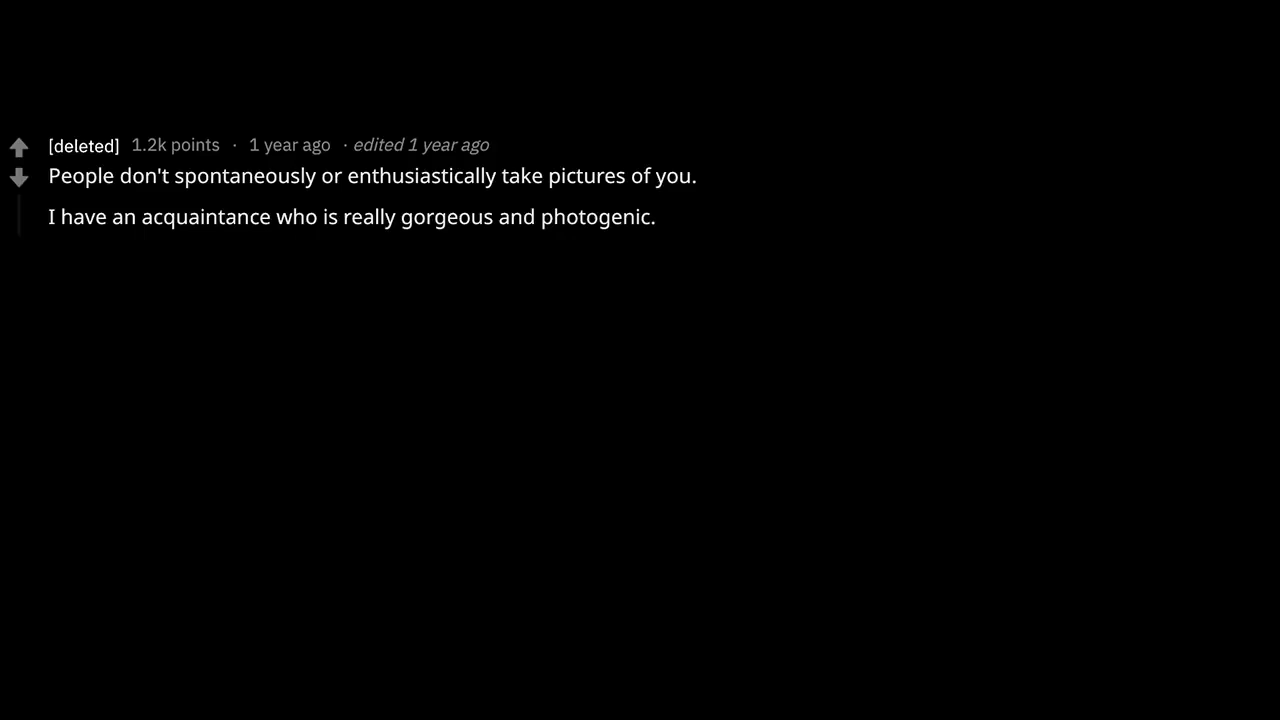 [deleted] 1.2k points · 1 year ago · edited 1 year ago
People don't spontaneously or enthusiastically take pictures of you.
I have an acquaintance who is really gorgeous and photogenic.